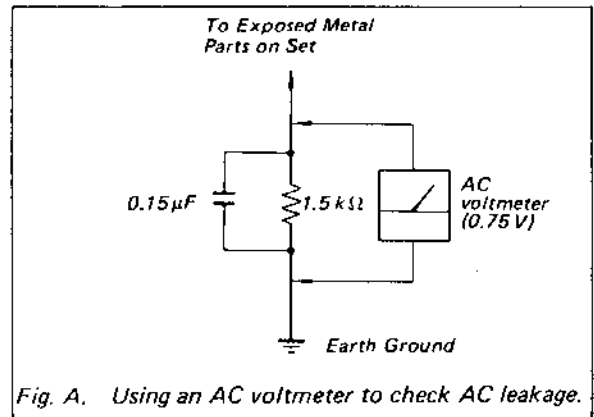 To Exposed Metal
Parts on Set
0.15μF
1.5 kΩ
AC
voltmeter
(0.75 V)
Earth Ground
Fig. A. Using an AC voltmeter to check AC leakage.